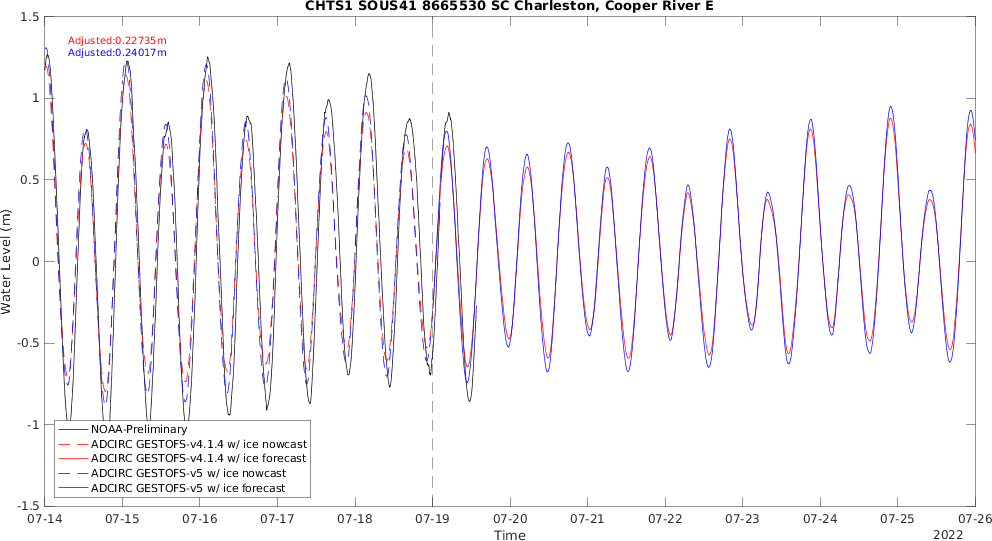 CHTS1 SOUS41 8665530 SC Charleston, Cooper River E
Adjusted:0.22735m
Adjusted:0.24017m
1.5
1
0.5
0
-0.5
-1
-1.5
Water Level (m)
NOAA-Preliminary
ADCIRC GESTOFS-v4.1.4 w/ ice nowcast
ADCIRC GESTOFS-v4.1.4 w/ ice forecast
ADCIRC GESTOFS-v5 w/ ice nowcast
ADCIRC GESTOFS-v5 w/ ice forecast
07-14 07-15 07-16 07-17 07-18 07-19 07-20 07-21 07-22 07-23 07-24 07-25 07-26
Time
2022